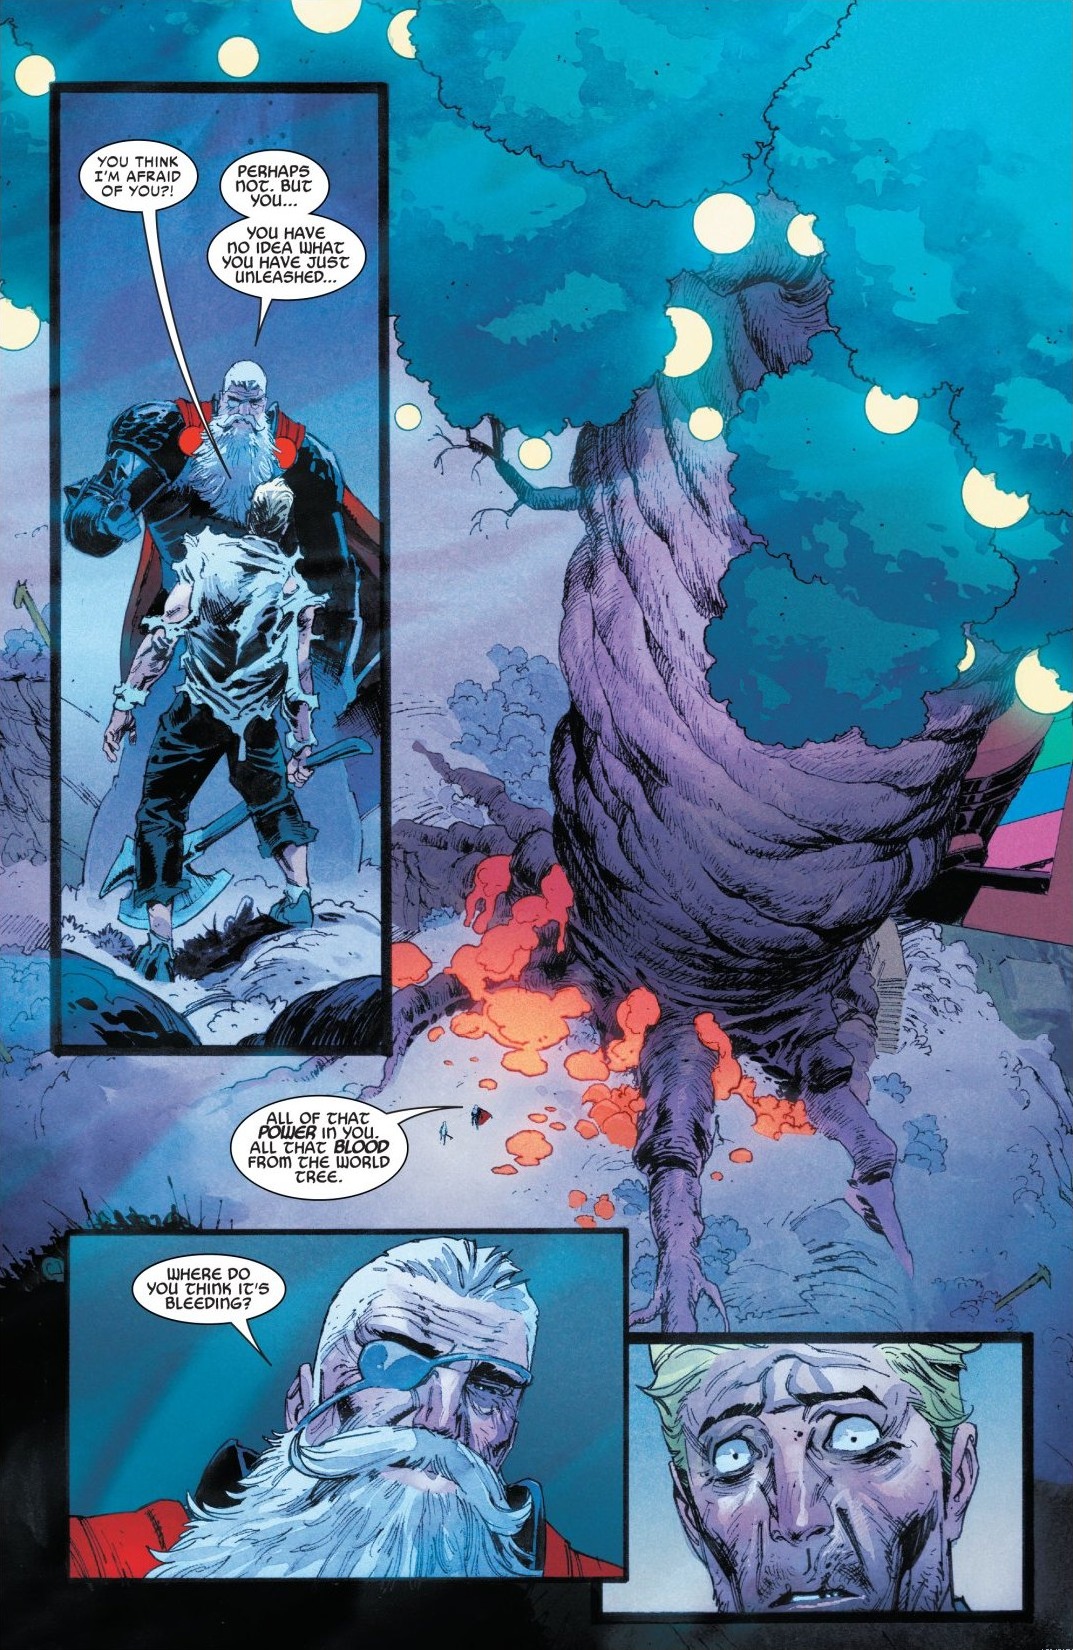 YOU THINK
I'M AFRAID
OF YOU?!
PERHAPS
NOT. BUT
YOU...
YOU HAVE
NO IDEA WHAT
YOU HAVE JUST
UNLEASHED...
ALL OF THAT
POWER IN YOU.
ALL THAT BLOOD
FROM THE WORLD
TREE.
WHERE DO
YOU THINK IT'S
BLEEDING?